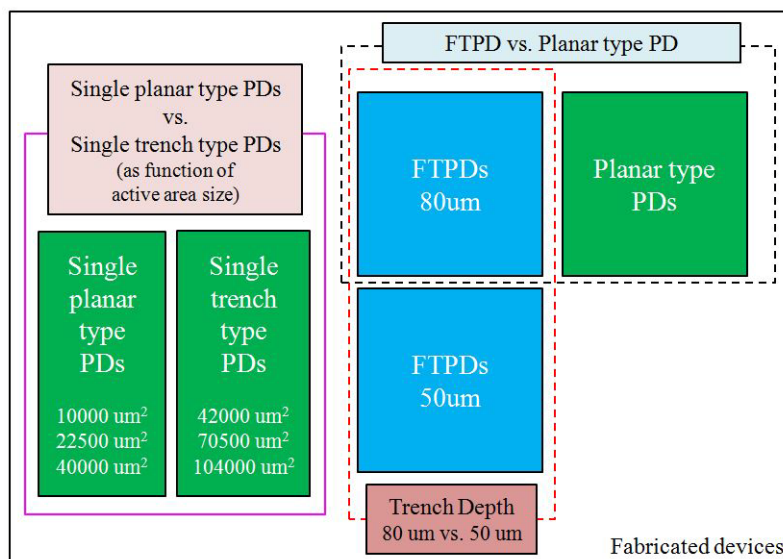 FTPD vs. Planar type PD
Single planar type PDs
vs.
Single trench type PDs
(as function of
active area size)
FTPDs
80um
Planar type
PDs
Single
planar
type
PDs
10000 um²
22500 um²
40000 um²
Single
trench
type
PDs
42000 um²
70500 um²
104000 um²
FTPDs
50um
Trench Depth
80 um vs. 50 um
Fabricated devices